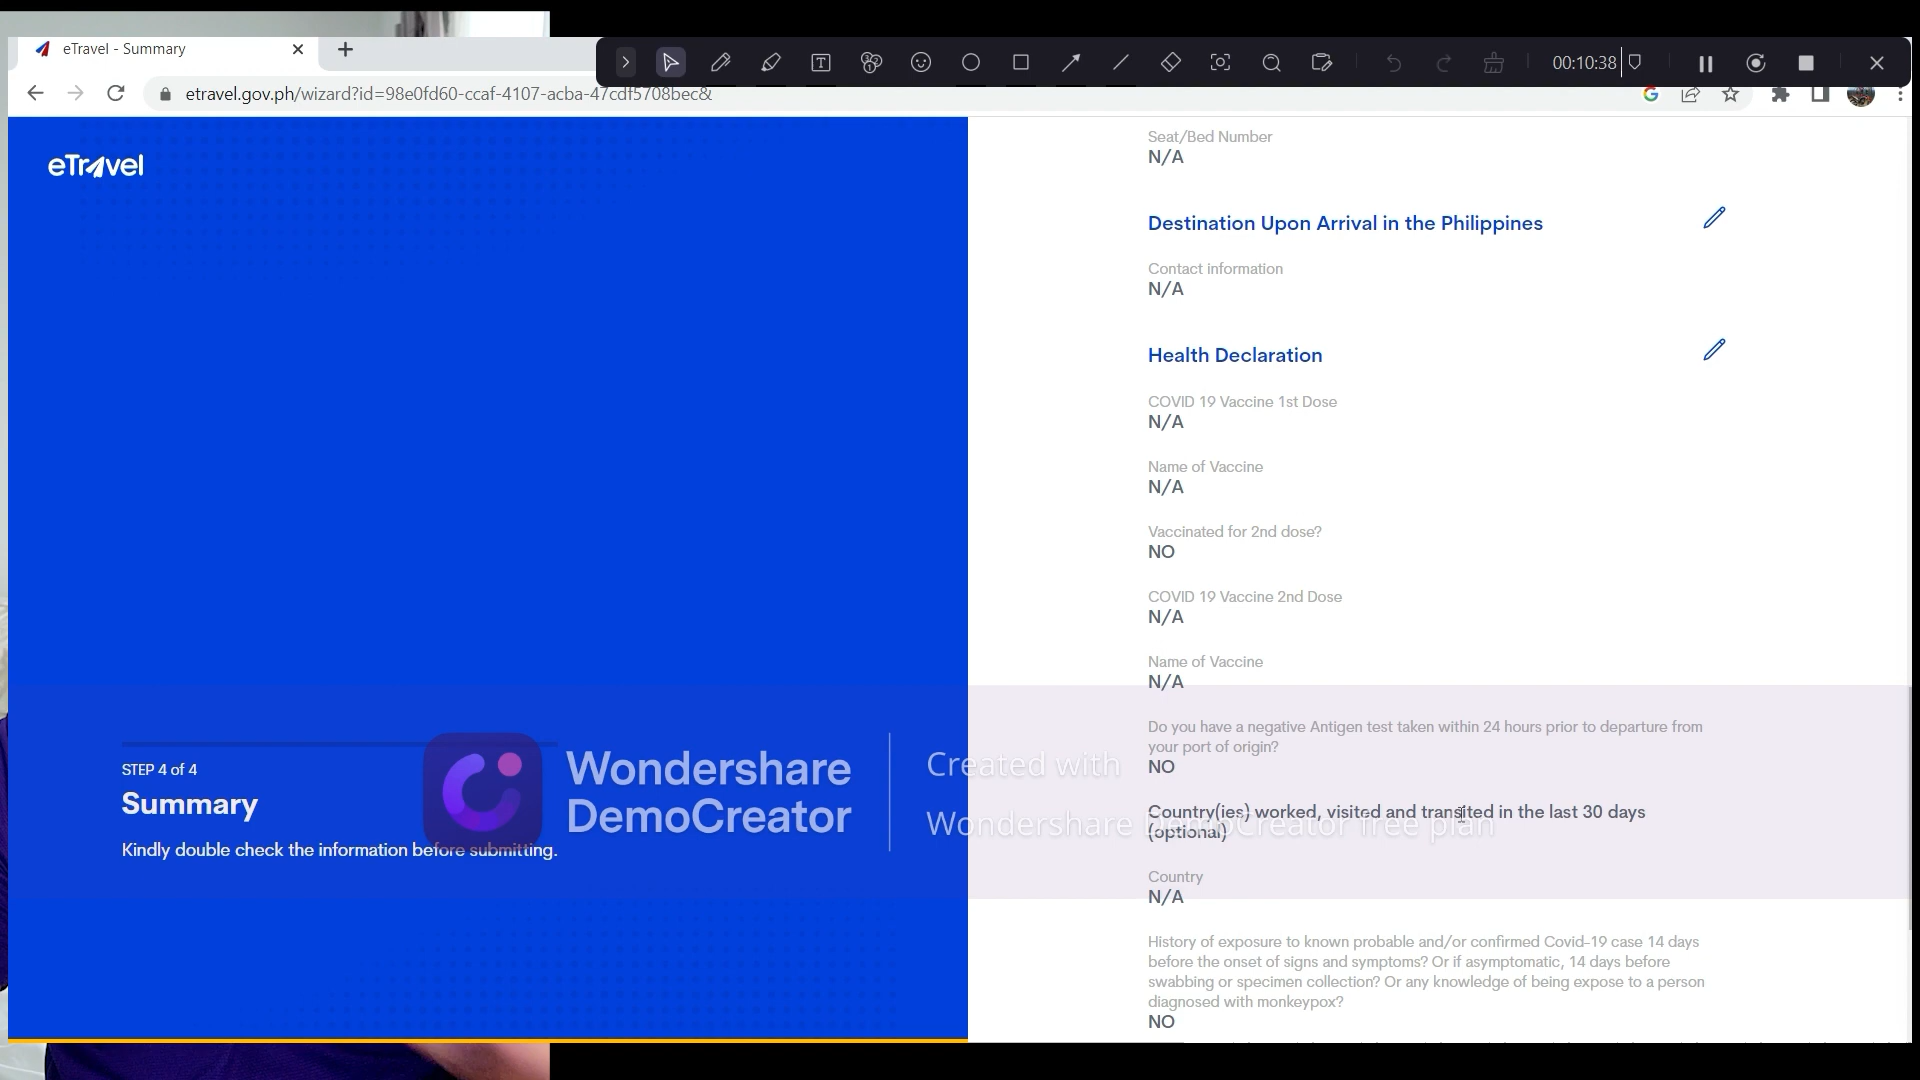 eTravel - Summary
00:10:38
etravel.gov.ph/wizard?id=98e0fd60-ccaf-4107-acba-47cdf5708bec&
eTravel
STEP 4 of 4
Summary
Kindly double check the information before submitting.
Wondershare
DemoCreator
Created with
Wondershare DemoCreator free plan
Seat/Bed Number
N/A
Destination Upon Arrival in the Philippines
Contact information
N/A
Health Declaration
COVID 19 Vaccine 1st Dose
N/A
Name of Vaccine
N/A
Vaccinated for 2nd dose?
NO
COVID 19 Vaccine 2nd Dose
N/A
Name of Vaccine
N/A
Do you have a negative Antigen test taken within 24 hours prior to departure from
your port of origin?
NO
Country(ies) worked, visited and transited in the last 30 days
(optional)
Country
N/A
History of exposure to known probable and/or confirmed Covid-19 case 14 days
before the onset of signs and symptoms? Or if asymptomatic, 14 days before
swabbing or specimen collection? Or any knowledge of being expose to a person
diagnosed with monkeypox?
NO